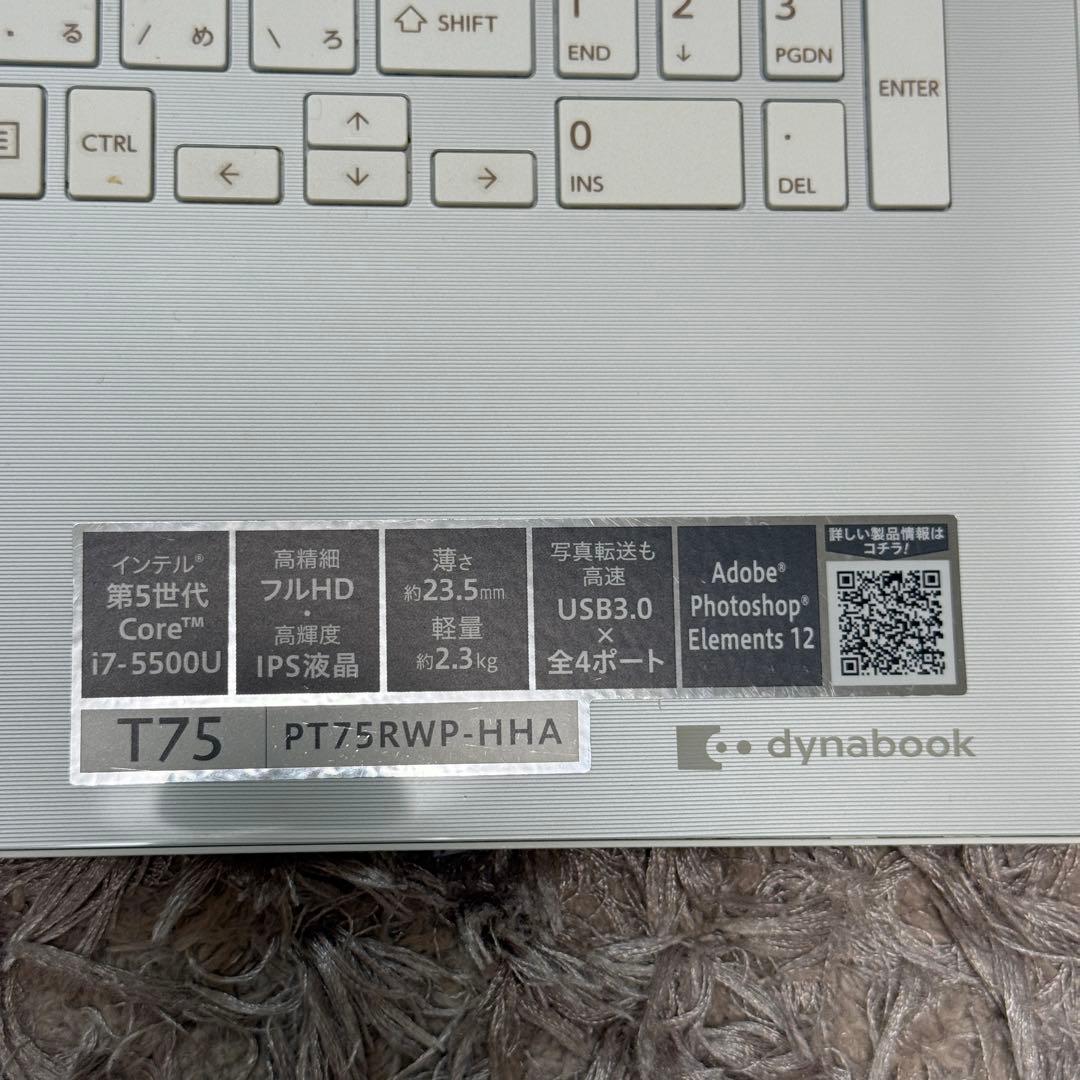 ・ る / め \ ろ SHIFT 1 END 2 ↓ 3 PGDN
ENTER
CTRL ← ↑ ↓ → 0 INS . DEL
インテル®
第5世代
Core™
i7-5500U
高精細
フルHD
・
高輝度
IPS液晶
薄さ
約23.5mm
軽量
約2.3kg
写真転送も
高速
USB3.0
×
全4ポート
Adobe®
Photoshop®
Elements 12
詳しい製品情報は
コチラ!
T75 PT75RWP-HHA
dynabook